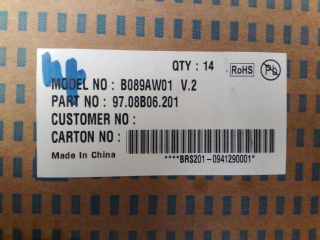 QTY : 14
RoHS
Pb
MODEL NO : B089AW01 V.2
PART NO : 97.08B06.201
CUSTOMER NO :
CARTON NO :
****BRS201-0941290001*
Made In China